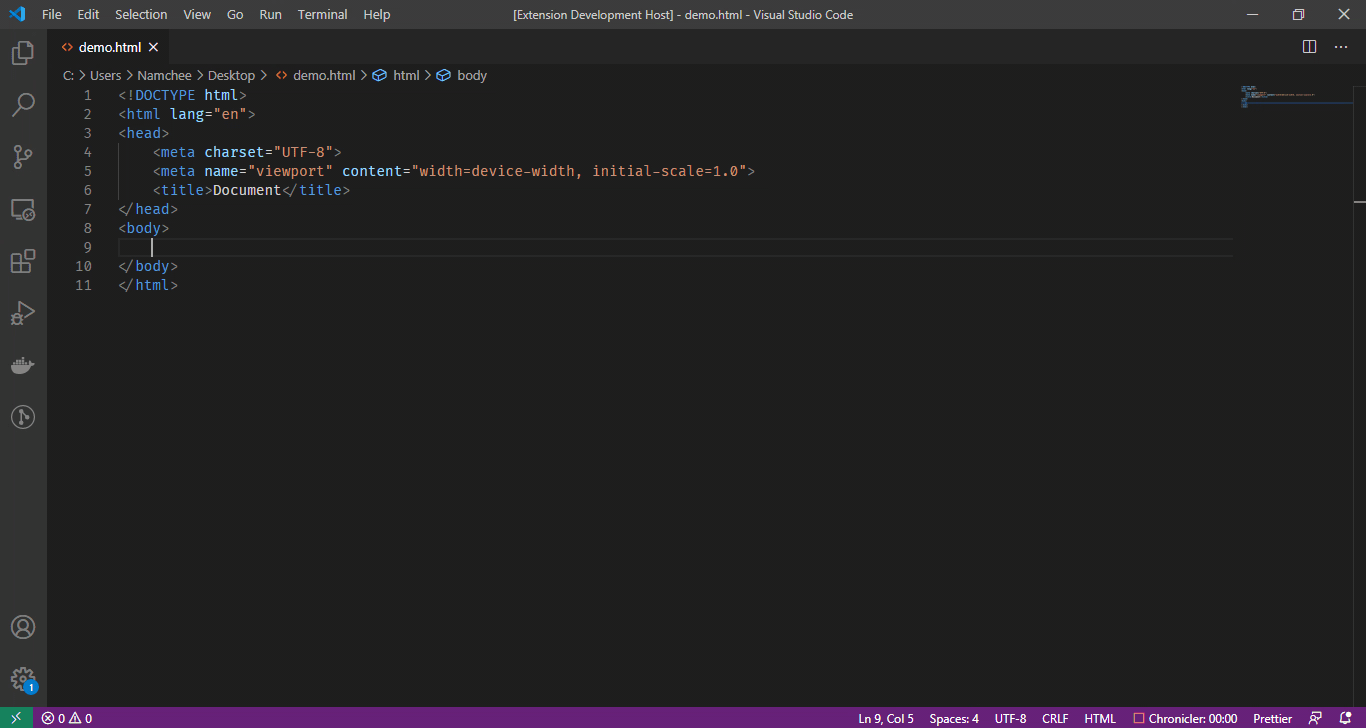 File Edit Selection View Go Run Terminal Help [Extension Development Host] - demo.html - Visual Studio Code
<> demo.html
C: > Users > Namchee > Desktop > <> demo.html > html > body
1 <!DOCTYPE html>
2 <html lang="en">
3 <head>
4 <meta charset="UTF-8">
5 <meta name="viewport" content="width=device-width, initial-scale=1.0">
6 <title>Document</title>
7 </head>
8 <body>
9
10 </body>
11 </html>
1
0 0 Ln 9, Col 5 Spaces: 4 UTF-8 CRLF HTML Chronicler: 00:00 Prettier